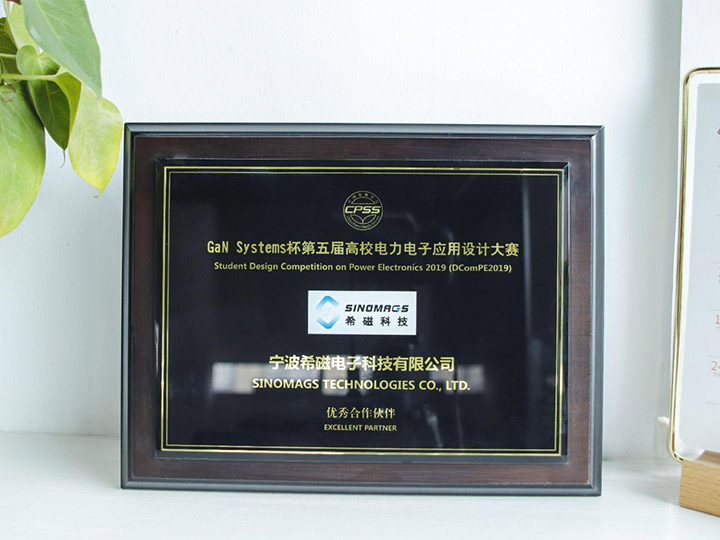 CPSS
GaN Systems杯第五届高校电力电子应用设计大赛
Student Design Competition on Power Electronics 2019 (DComPE2019)
SINOMAGS
希磁科技
宁波希磁电子科技有限公司
SINOMAGS TECHNOLOGIES CO., LTD.
优秀合作伙伴
EXCELLENT PARTNER